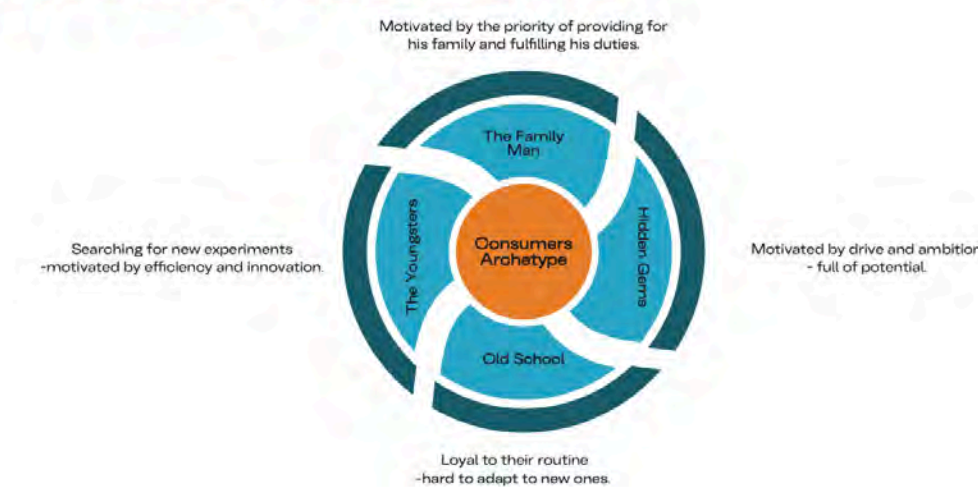 Motivated by the priority of providing for
his family and fulfilling his duties.
The Family
Man
Searching for new experiments
-motivated by efficiency and innovation.
The Youngsters
Consumers
Archetype
Hidden Gems
Motivated by drive and ambition
- full of potential.
Old School
Loyal to their routine
-hard to adapt to new ones.